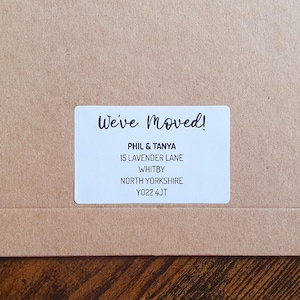 We've Moved!
PHIL & TANYA
15 LAVENDER LANE
WHITBY
NORTH YORKSHIRE
YO22 4JT